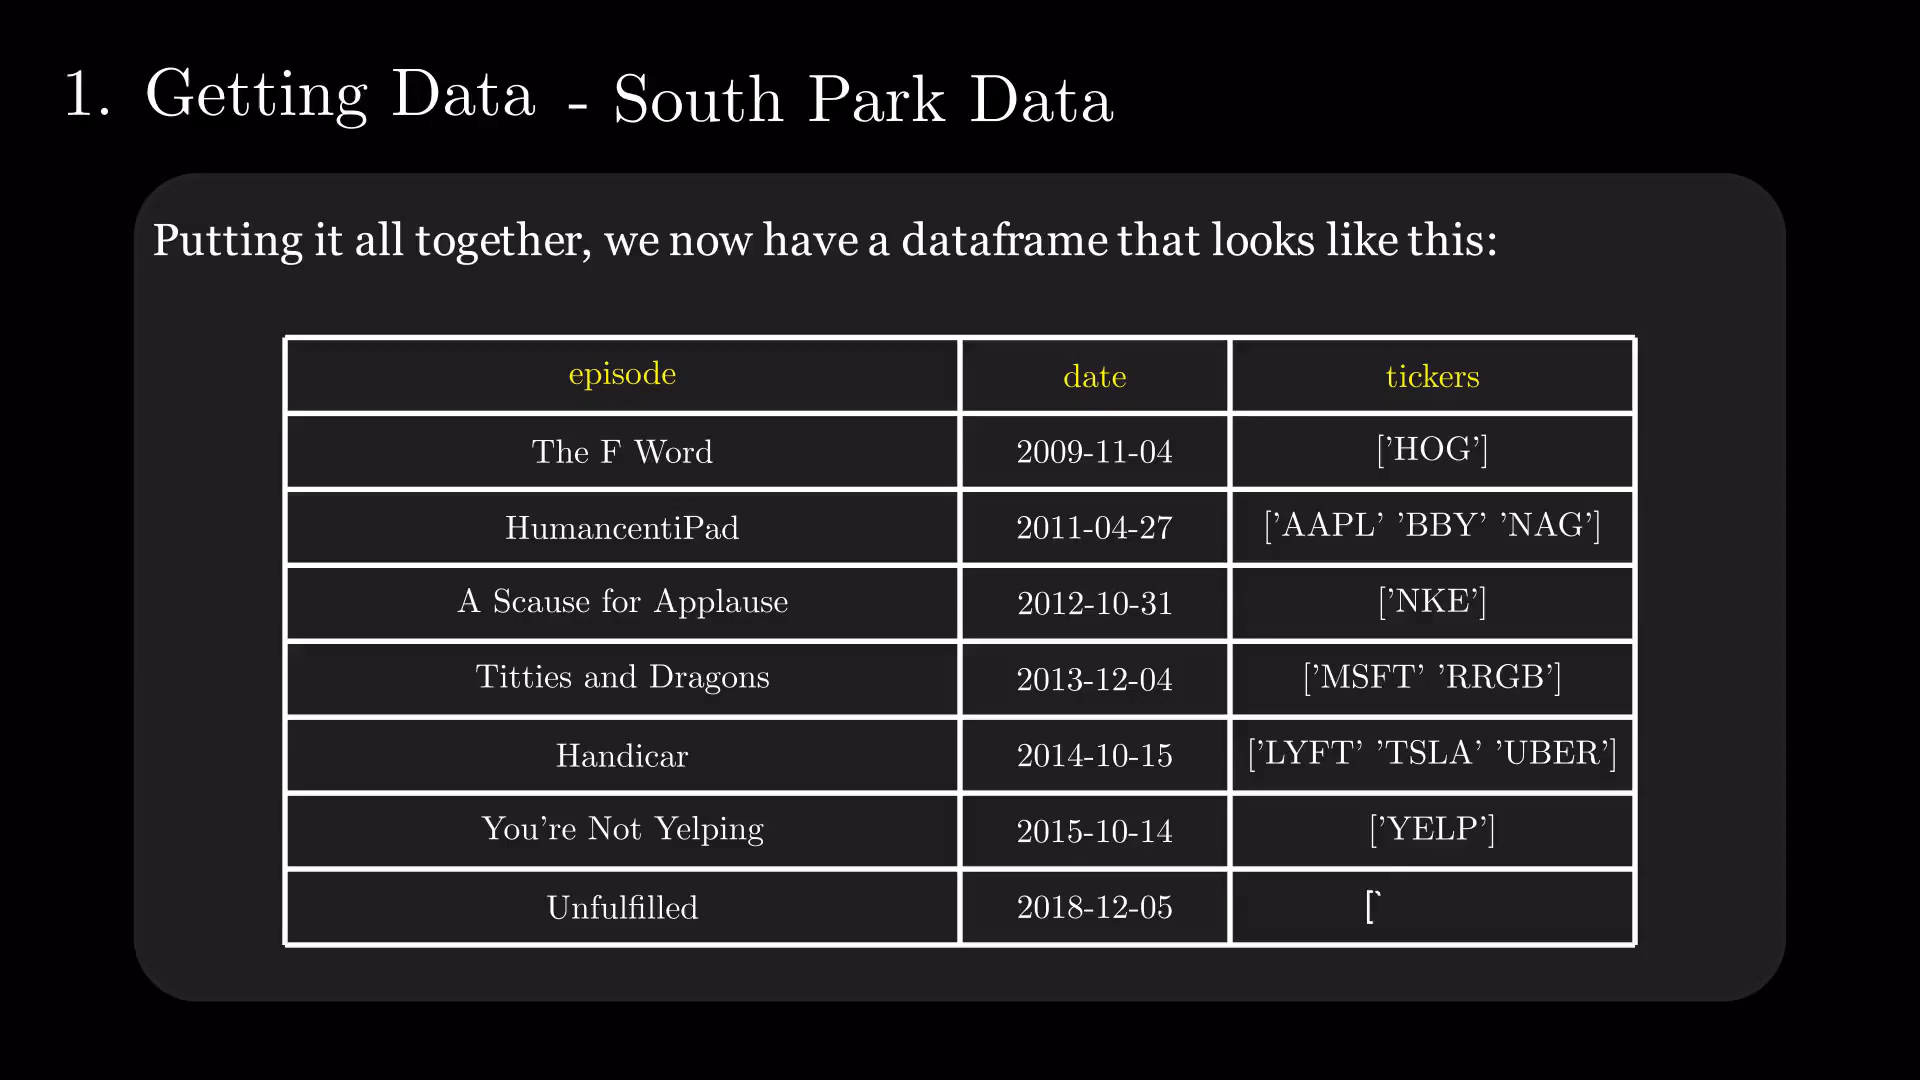 1. Getting Data - South Park Data
Putting it all together, we now have a dataframe that looks like this:
episode date tickers
The F Word 2009-11-04 ['HOG']
HumancentiPad 2011-04-27 ['AAPL' 'BBY' 'NAG']
A Scause for Applause 2012-10-31 ['NKE']
Titties and Dragons 2013-12-04 ['MSFT' 'RRGB']
Handicar 2014-10-15 ['LYFT' 'TSLA' 'UBER']
You're Not Yelping 2015-10-14 ['YELP']
Unfulfilled 2018-12-05 ['